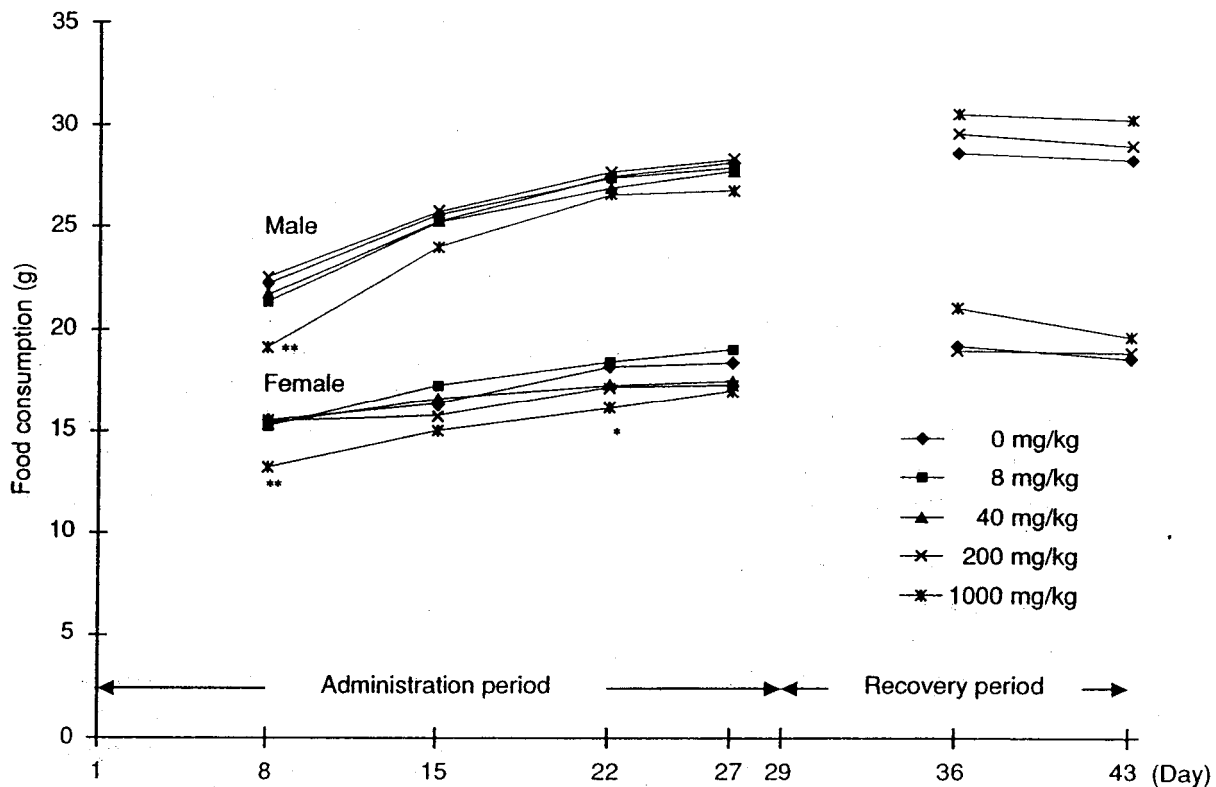 35
30
25
20
15
10
5
0
Food consumption (g)
Male
**
Female
**
*
0 mg/kg
8 mg/kg
40 mg/kg
200 mg/kg
1000 mg/kg
Administration period
Recovery period
1 8 15 22 27 29 36 43 (Day)